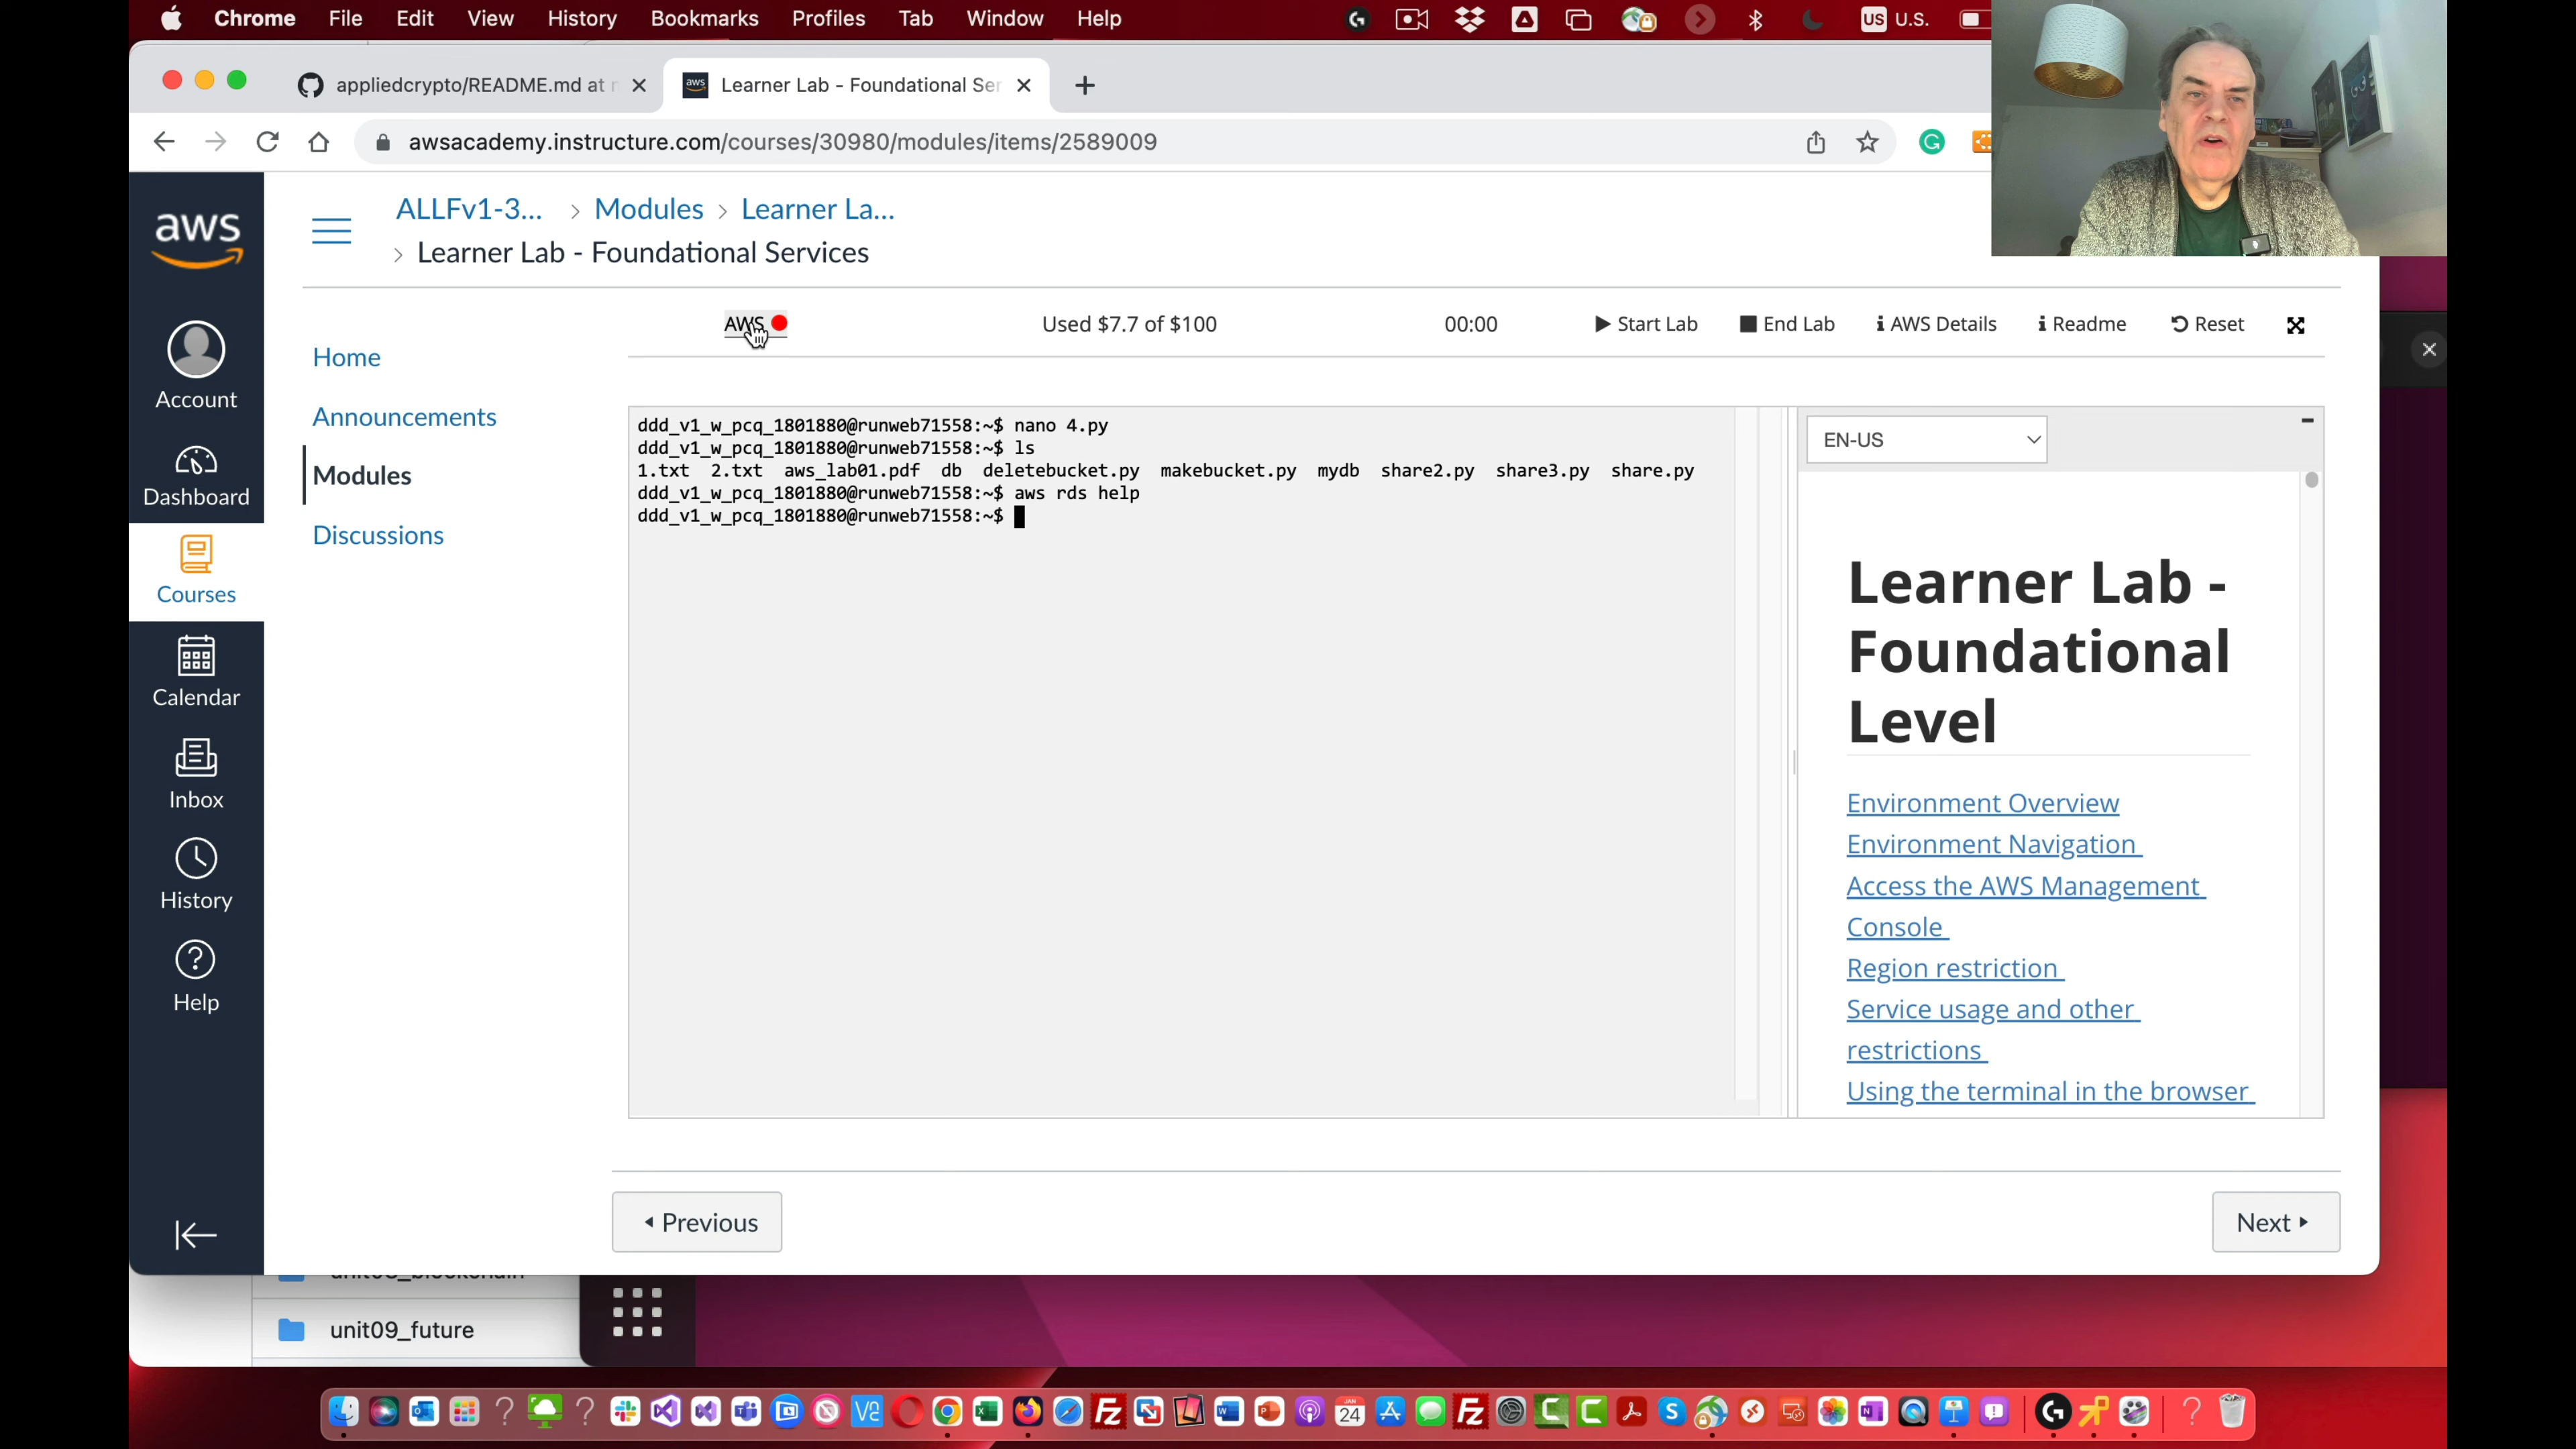 Chrome File Edit View History Bookmarks Profiles Tab Window Help
US U.S.
appliedcrypto/README.md at
aws Learner Lab - Foundational Ser
awsacademy.instructure.com/courses/30980/modules/items/2589009
aws
Account
Dashboard
Courses
Calendar
Inbox
History
Help
ALLFv1-3... > Modules > Learner La...
> Learner Lab - Foundational Services
Home
Announcements
Modules
Discussions
AWS
Used $7.7 of $100
00:00
Start Lab
End Lab
AWS Details
Readme
Reset
ddd_v1_w_pcq_1801880@runweb71558:~$ nano 4.py
ddd_v1_w_pcq_1801880@runweb71558:~$ ls
1.txt 2.txt aws_lab01.pdf db deletebucket.py makebucket.py mydb share2.py share3.py share.py
ddd_v1_w_pcq_1801880@runweb71558:~$ aws rds help
ddd_v1_w_pcq_1801880@runweb71558:~$
EN-US
Learner Lab -
Foundational
Level
Environment Overview
Environment Navigation
Access the AWS Management
Console
Region restriction
Service usage and other
restrictions
Using the terminal in the browser
Previous
Next
unit09_future
JAN
24